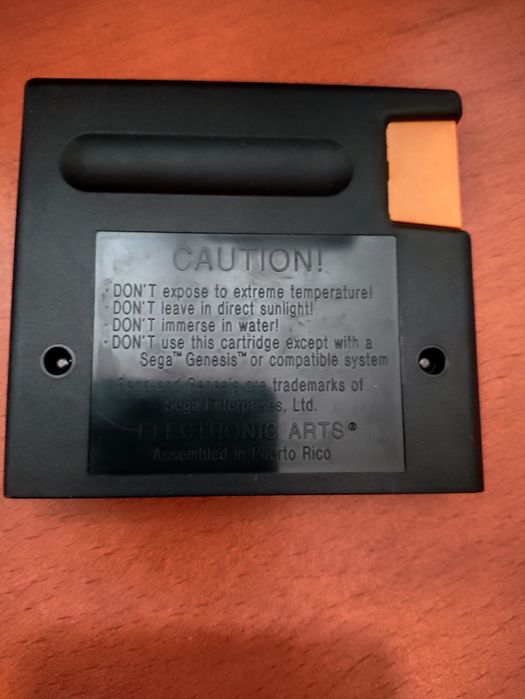 CAUTION!
· DON'T expose to extreme temperature!
· DON'T leave in direct sunlight!
· DON'T immerse in water!
· DON'T use this cartridge except with a
Sega™ Genesis™ or compatible system
Sega and Genesis are trademarks of
Sega Enterprises, Ltd.
ELECTRONIC ARTS®
Assembled in Puerto Rico